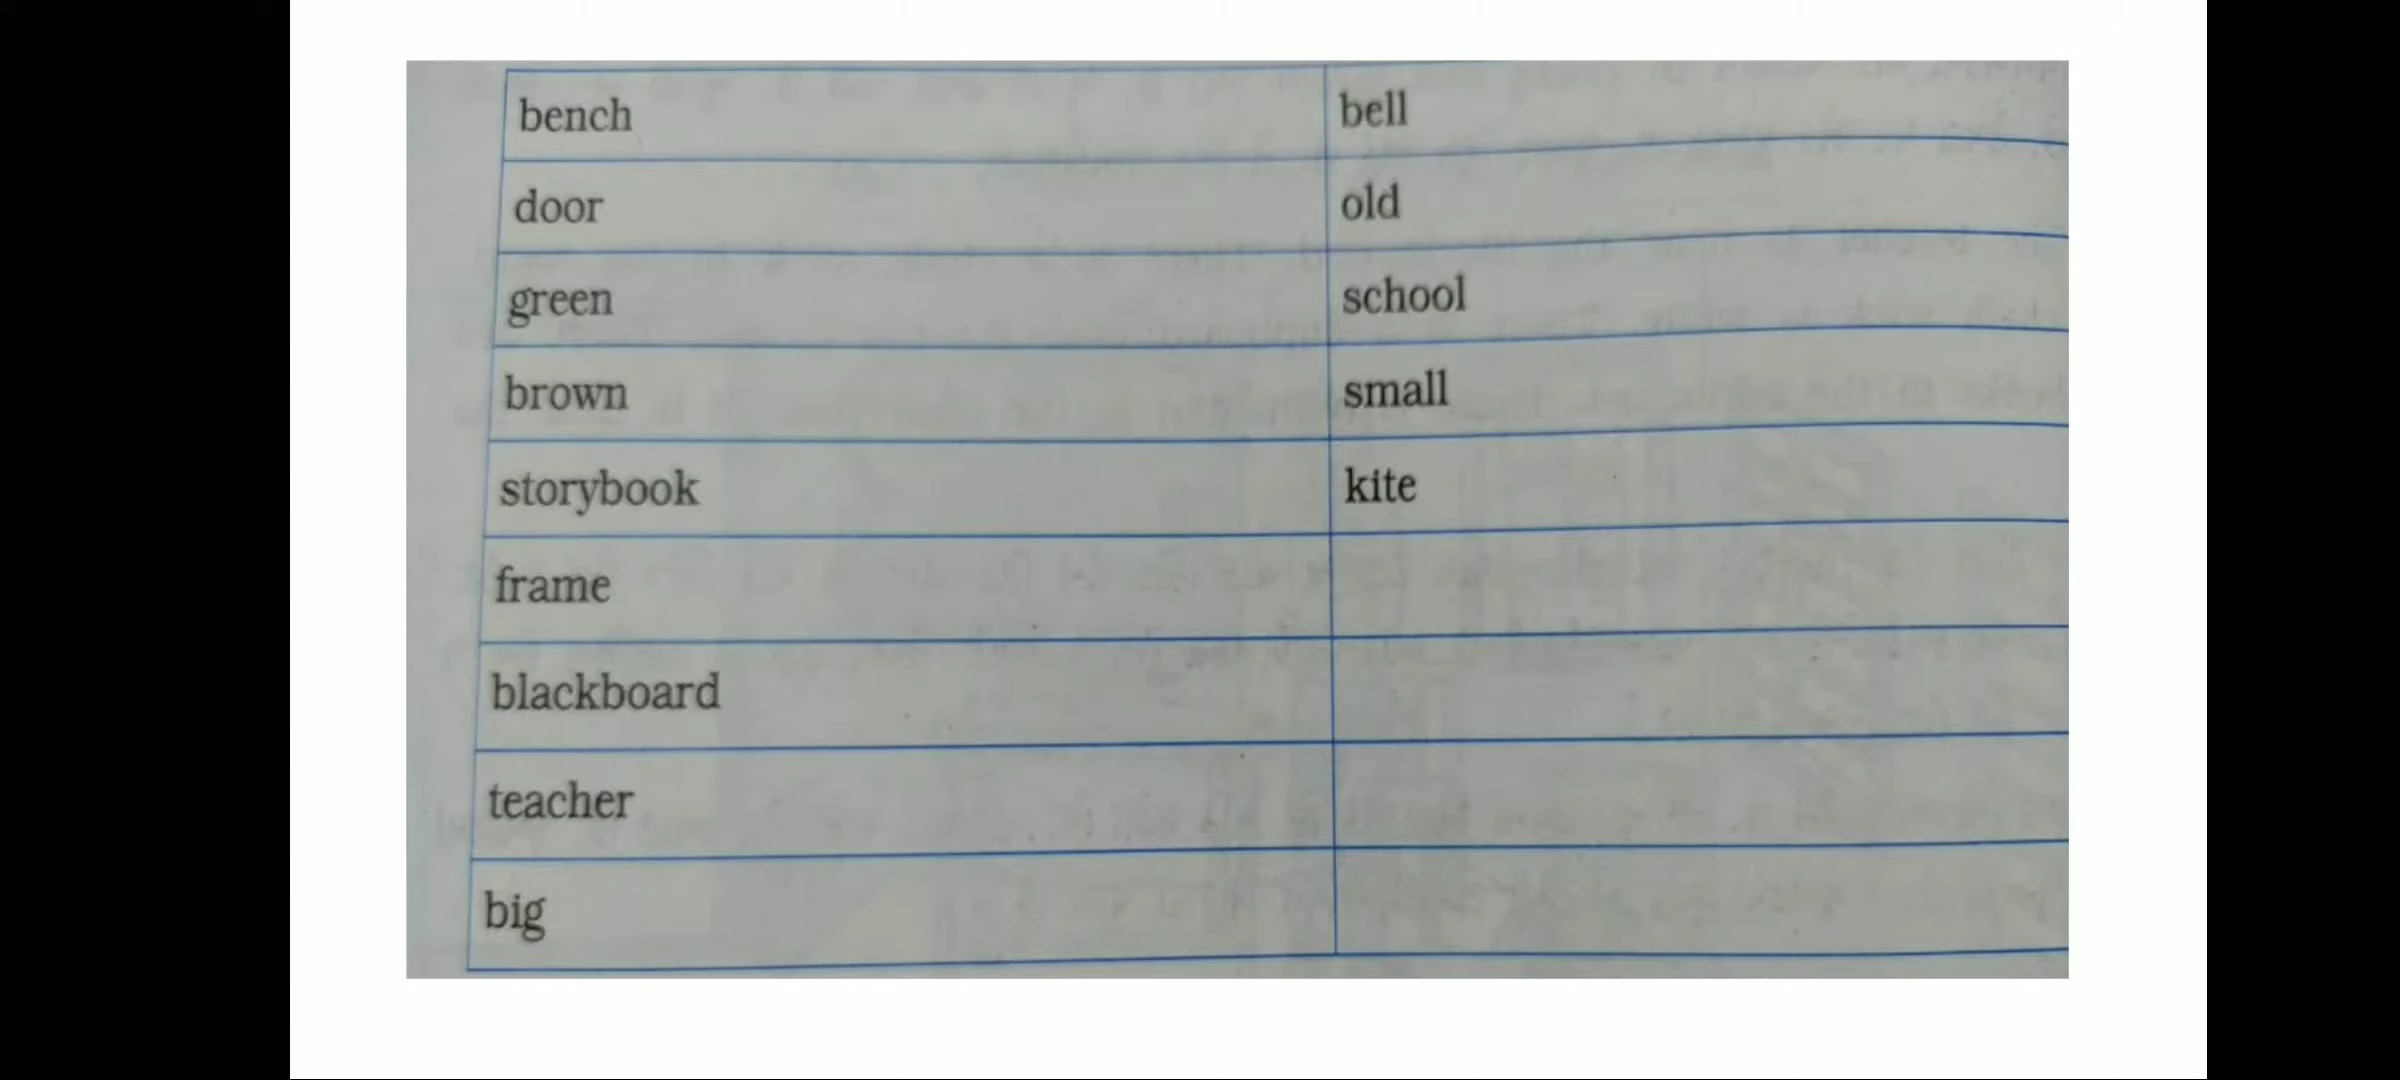 bench bell
door old
green school
brown small
storybook kite
frame
blackboard
teacher
big